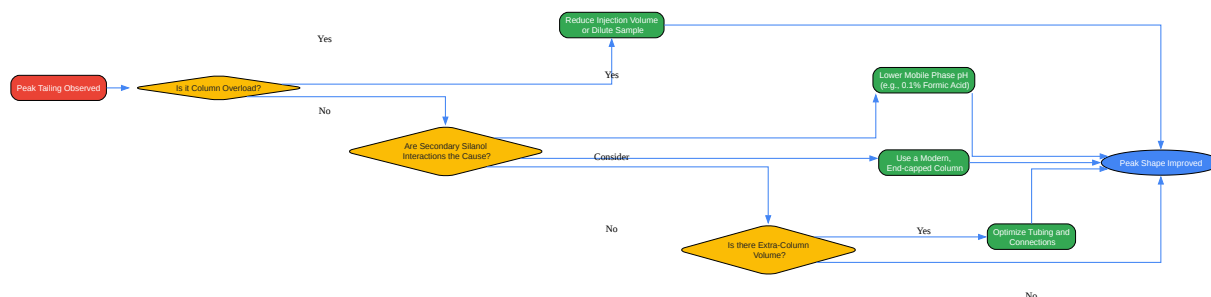 Peak Tailing Observed
Is it Column Overload?
Yes
No
Reduce Injection Volume
or Dilute Sample
Yes
Are Secondary Silanol
Interactions the Cause?
Consider
No
Lower Mobile Phase pH
(e.g., 0.1% Formic Acid)
Use a Modern,
End-capped Column
Is there Extra-Column
Volume?
Yes
Optimize Tubing and
Connections
No
Peak Shape Improved